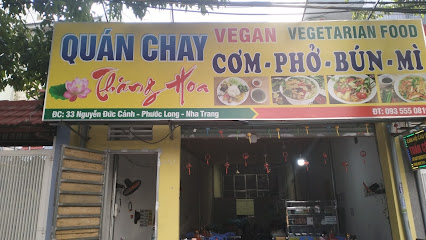 QUÁN CHAY VEGAN VEGETARIAN FOOD
Thăng Hoa CƠM-PHỞ-BÚN-MÌ
ĐC: 33 Nguyễn Đức Cảnh - Phước Long - Nha Trang ĐT: 093 555 081